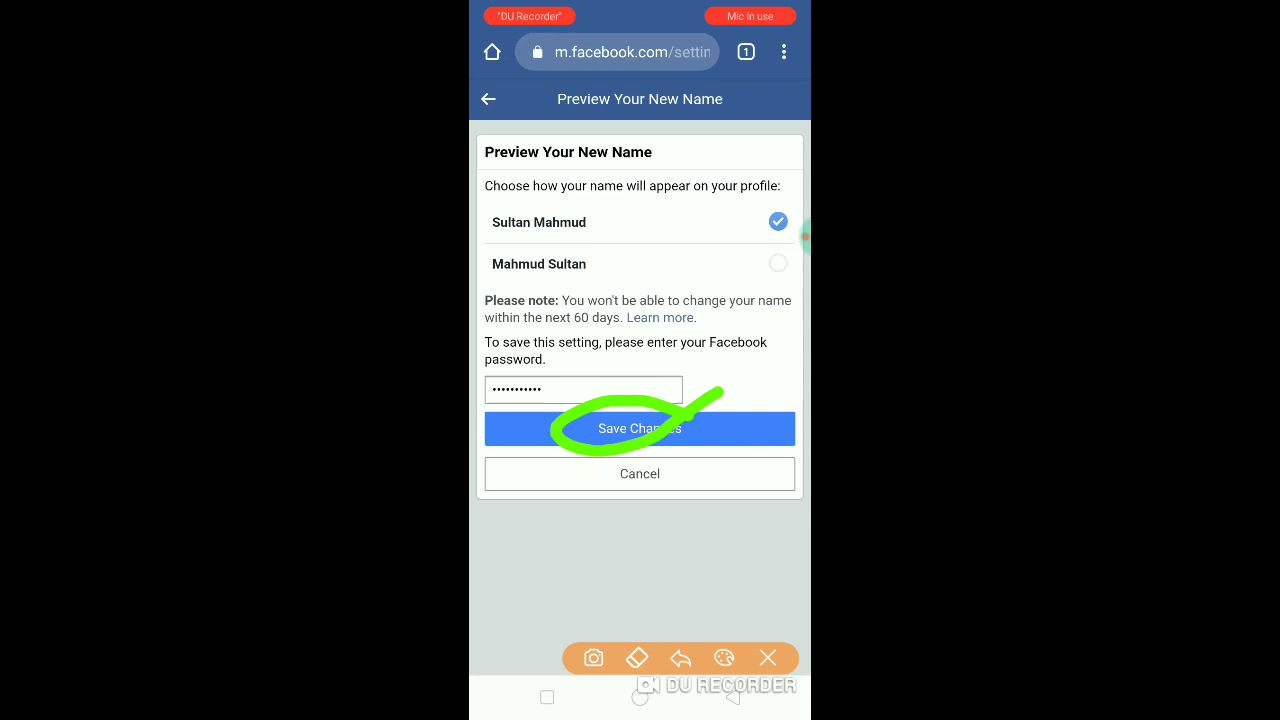 "DU Recorder"
Mic in use
m.facebook.com/settin
1
Preview Your New Name
Preview Your New Name
Choose how your name will appear on your profile:
Sultan Mahmud
Mahmud Sultan
Please note: You won't be able to change your name
within the next 60 days. Learn more.
To save this setting, please enter your Facebook
password.
•••••••••••
Save Changes
Cancel
DU RECORDER